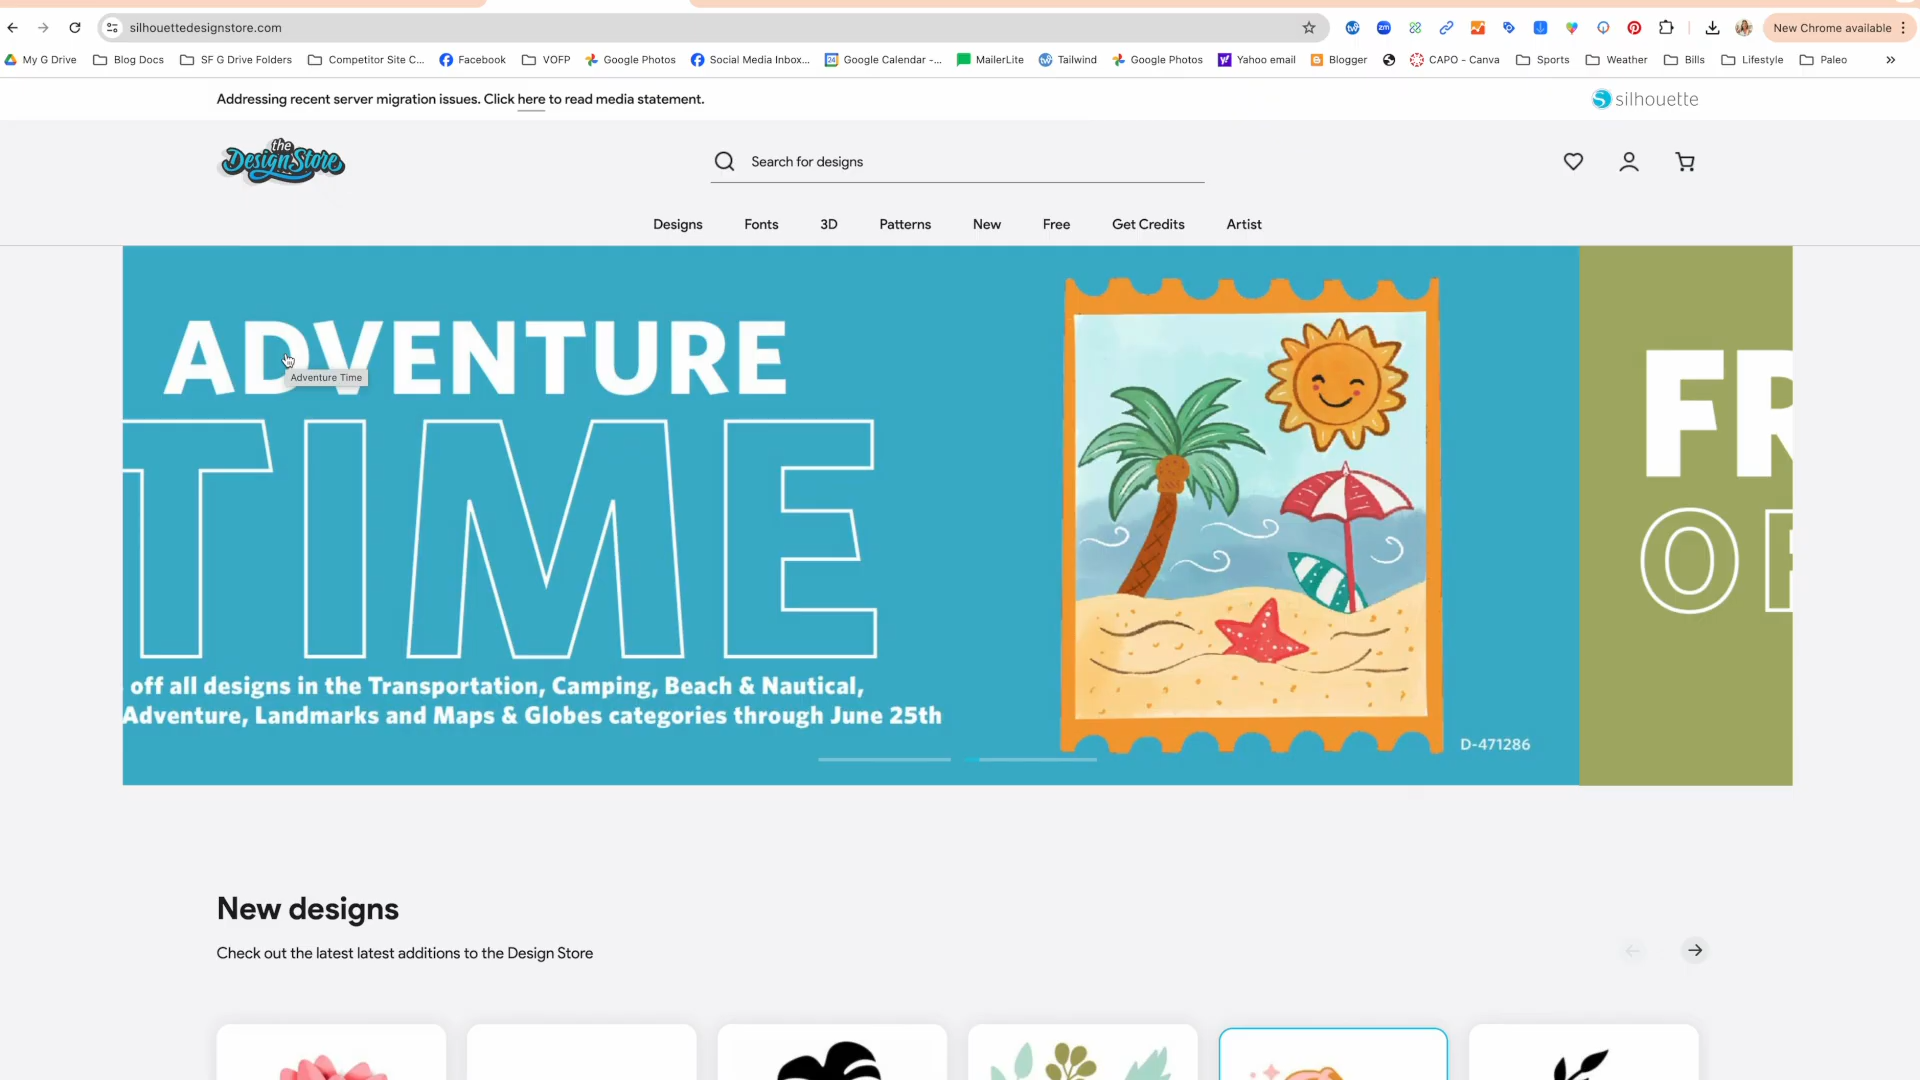 silhouettedesignstore.com
New Chrome available
My G Drive
Blog Docs
SF G Drive Folders
Competitor Site C...
Facebook
VOFP
Google Photos
Social Media Inbox...
Google Calendar -...
MailerLite
Tailwind
Google Photos
Yahoo email
Blogger
CAPO - Canva
Sports
Weather
Bills
Lifestyle
Paleo
Addressing recent server migration issues. Click here to read media statement.
silhouette
the
Design Store
Search for designs
Designs
Fonts
3D
Patterns
New
Free
Get Credits
Artist
ADVENTURE
Adventure Time
TIME
off all designs in the Transportation, Camping, Beach & Nautical,
Adventure, Landmarks and Maps & Globes categories through June 25th
D-471286
FR
OF
New designs
Check out the latest latest additions to the Design Store